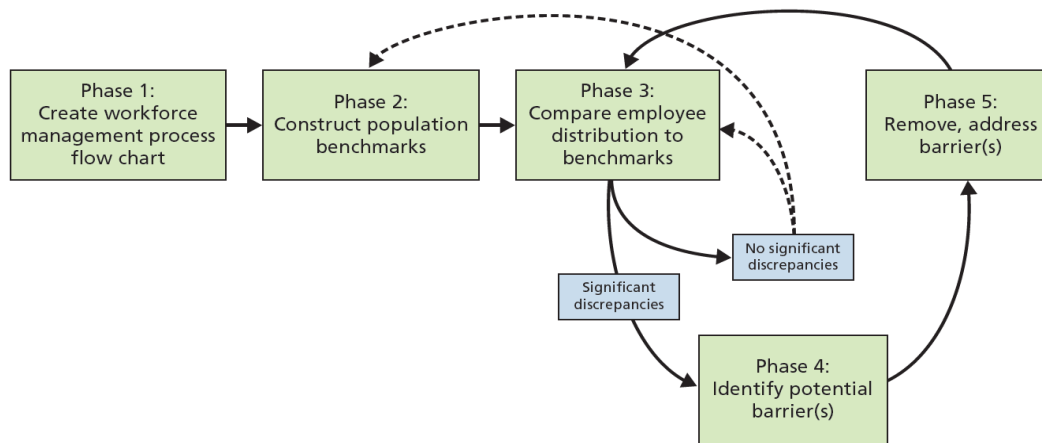 Phase 1:
Create workforce
management process
flow chart
Phase 2:
Construct population
benchmarks
Phase 3:
Compare employee
distribution to
benchmarks
Phase 5:
Remove, address
barrier(s)
No significant
discrepancies
Significant
discrepancies
Phase 4:
Identify potential
barrier(s)